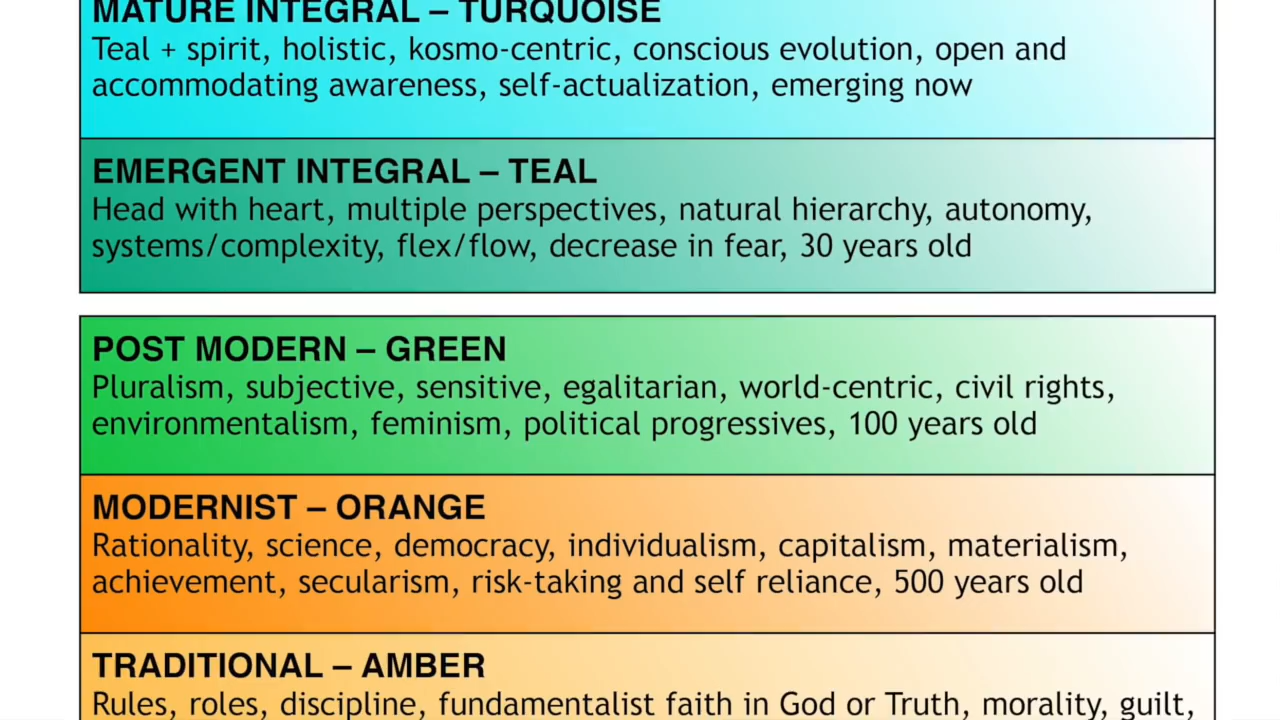 MATURE INTEGRAL – TURQUOISE
Teal + spirit, holistic, kosmo-centric, conscious evolution, open and
accommodating awareness, self-actualization, emerging now
EMERGENT INTEGRAL – TEAL
Head with heart, multiple perspectives, natural hierarchy, autonomy,
systems/complexity, flex/flow, decrease in fear, 30 years old
POST MODERN – GREEN
Pluralism, subjective, sensitive, egalitarian, world-centric, civil rights,
environmentalism, feminism, political progressives, 100 years old
MODERNIST – ORANGE
Rationality, science, democracy, individualism, capitalism, materialism,
achievement, secularism, risk-taking and self reliance, 500 years old
TRADITIONAL – AMBER
Rules, roles, discipline, fundamentalist faith in God or Truth, morality, guilt,